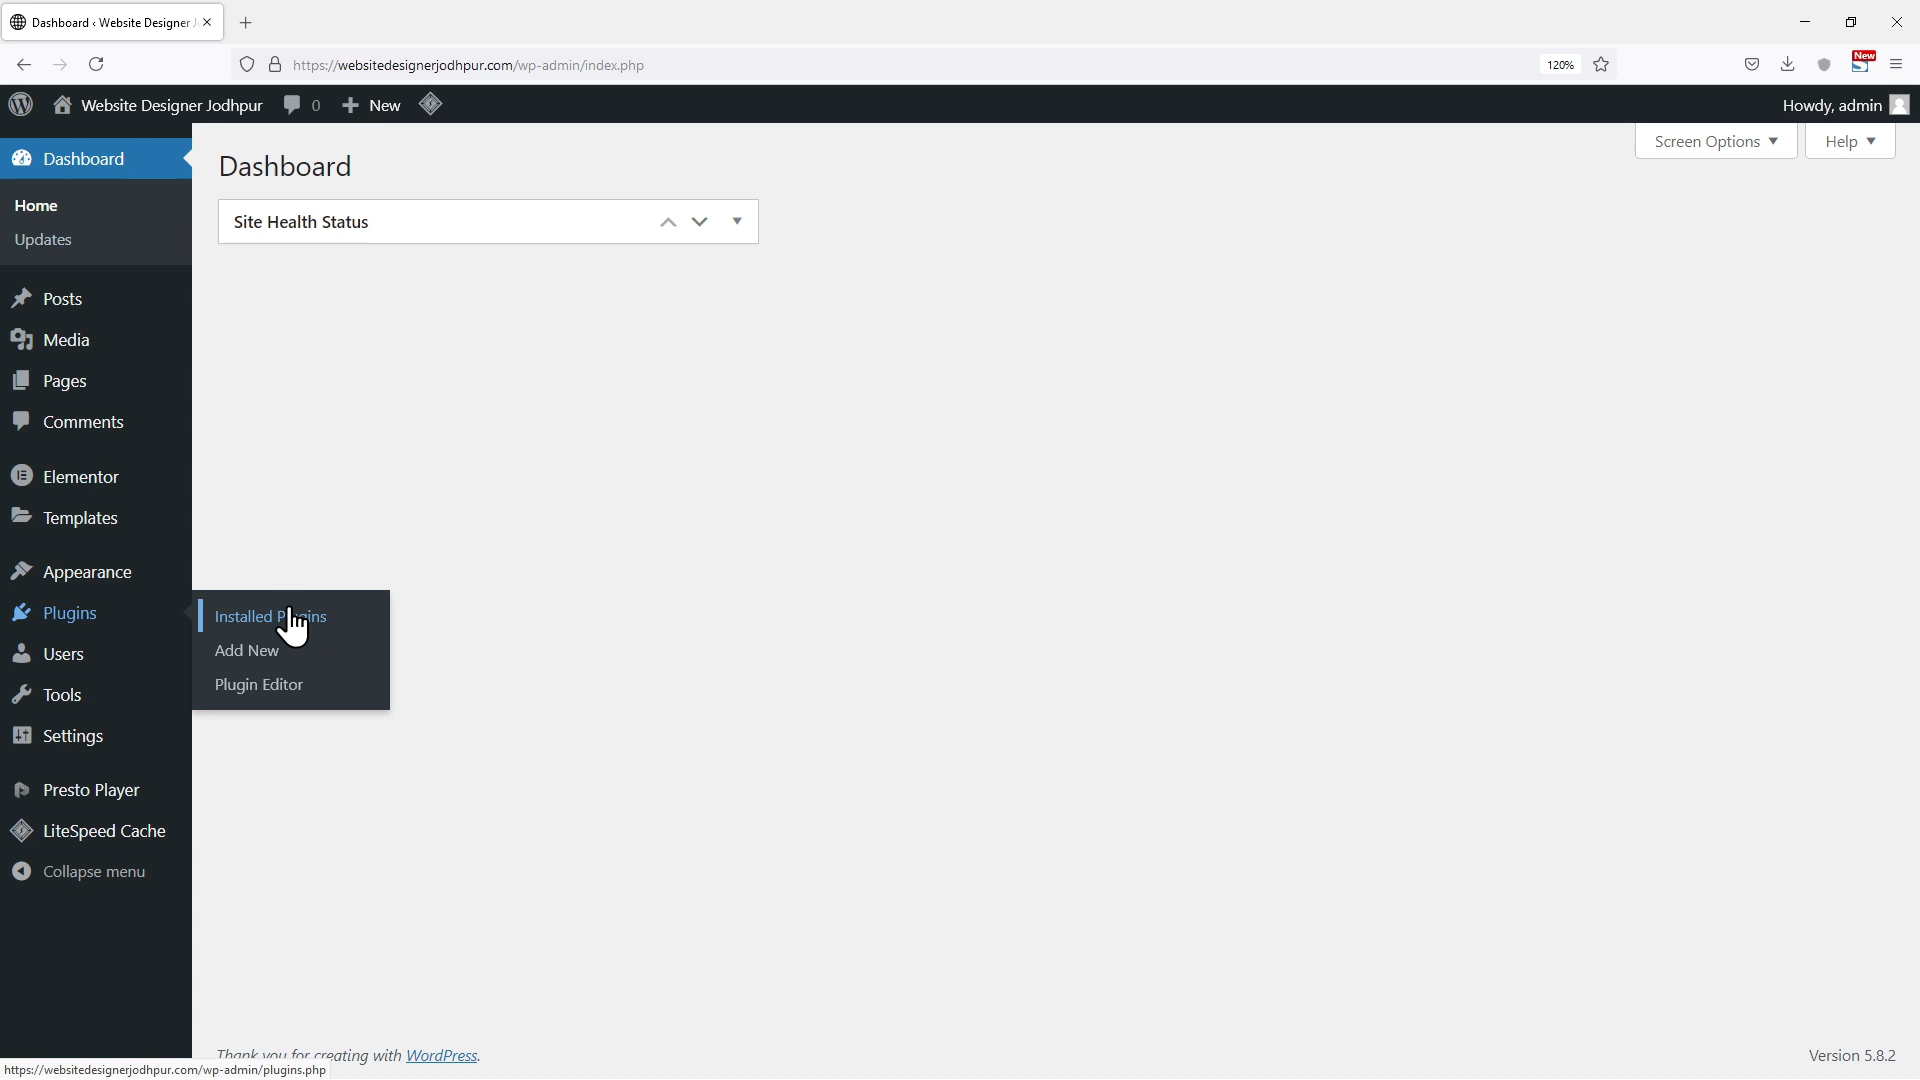 Dashboard ‹ Website Designer J
https://websitedesignerjodhpur.com/wp-admin/index.php
120%
New
Website Designer Jodhpur
0
New
Howdy, admin
Dashboard
Home
Updates
Posts
Media
Pages
Comments
Elementor
Templates
Appearance
Plugins
Users
Tools
Settings
Presto Player
LiteSpeed Cache
Collapse menu
Screen Options
Help
Dashboard
Site Health Status
Installed Plugins
Add New
Plugin Editor
Thank you for creating with WordPress.
Version 5.8.2
https://websitedesignerjodhpur.com/wp-admin/plugins.php